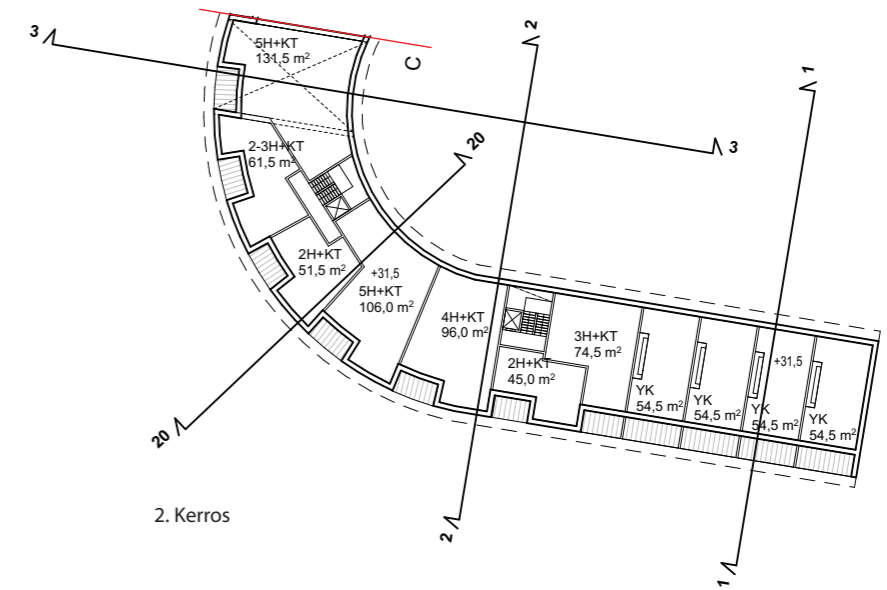 3
5H+KT
131,5 m²
C
2
1
2-3H+KT
61,5 m²
20
3
2H+KT
51,5 m²
+31,5
5H+KT
106,0 m²
4H+KT
96,0 m²
3H+KT
74,5 m²
2H+KT
45,0 m²
+31,5
YK
54,5 m²
YK
54,5 m²
YK
54,5 m²
YK
54,5 m²
20
2. Kerros
2
1